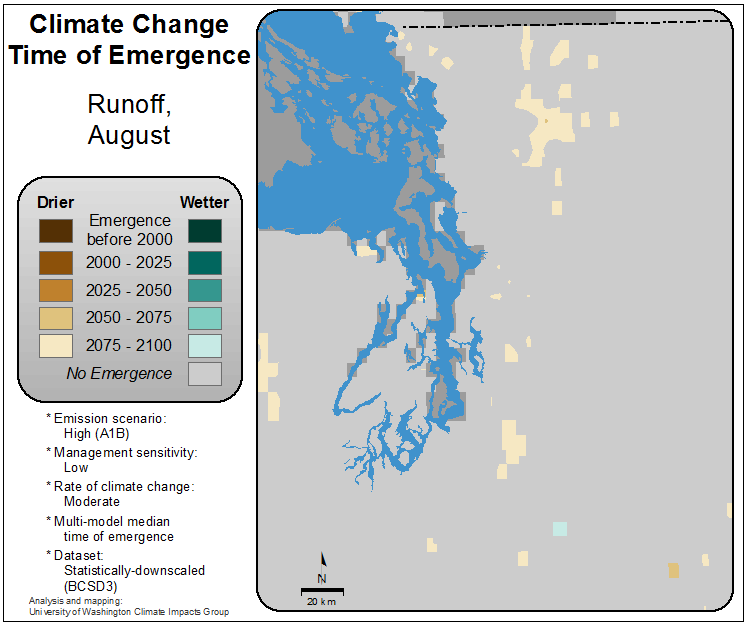 Climate Change
Time of Emergence
Runoff,
August
Drier Wetter
Emergence
before 2000
2000 - 2025
2025 - 2050
2050 - 2075
2075 - 2100
No Emergence
* Emission scenario:
High (A1B)
* Management sensitivity:
Low
* Rate of climate change:
Moderate
* Multi-model median
time of emergence
* Dataset:
Statistically-downscaled
(BCSD3)
Analysis and mapping:
University of Washington Climate Impacts Group
N
20 km